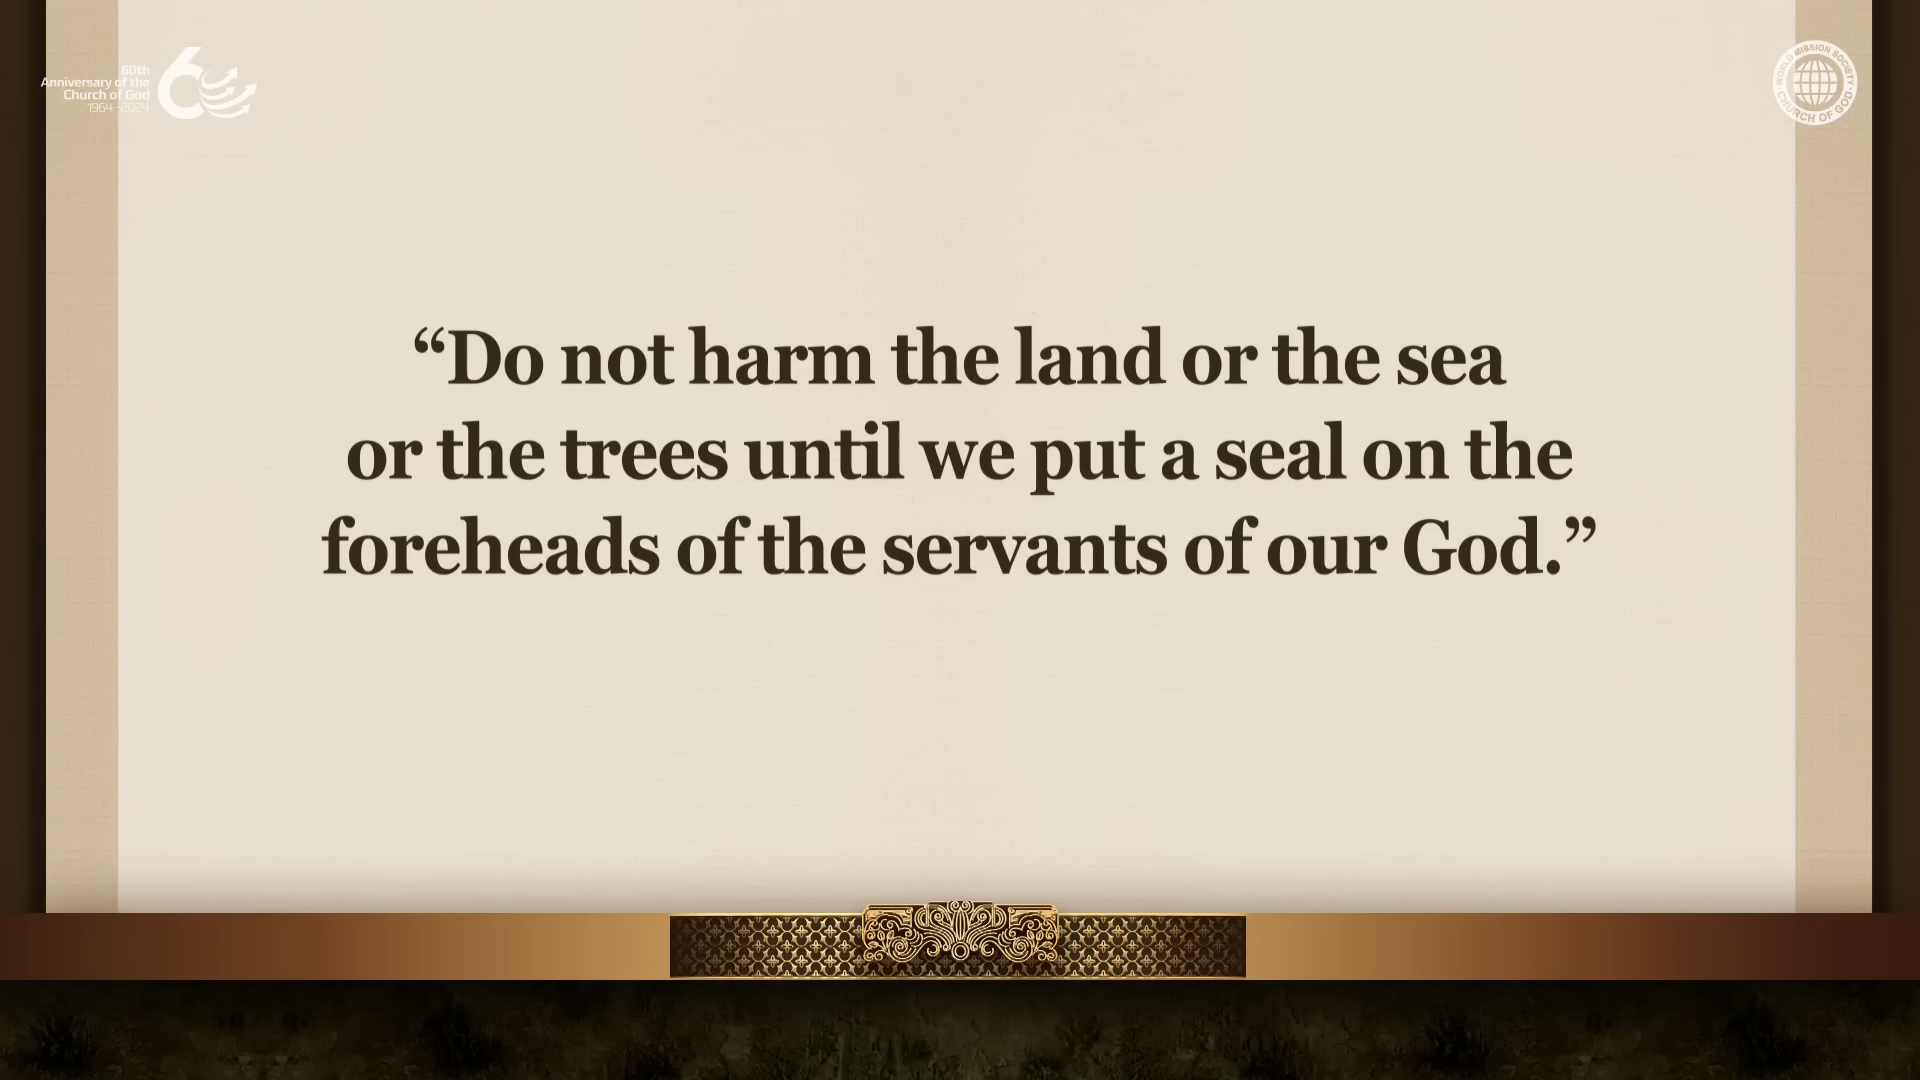 60th
Anniversary of the
Church of God
1964–2024
WORLD MISSION SOCIETY
CHURCH OF GOD
“Do not harm the land or the sea
or the trees until we put a seal on the
foreheads of the servants of our God.”